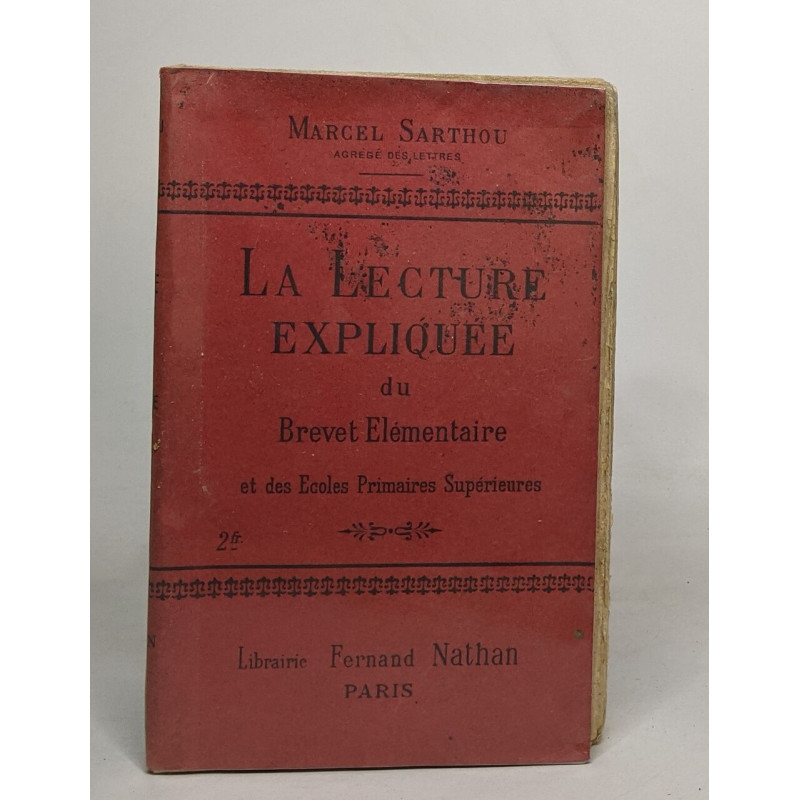 MARCEL SARTHOU
AGRÉGÉ DES LETTRES
LA LECTURE
EXPLIQUÉE
du
Brevet Elémentaire
et des Ecoles Primaires Supérieures
2fr.
Librairie Fernand Nathan
PARIS